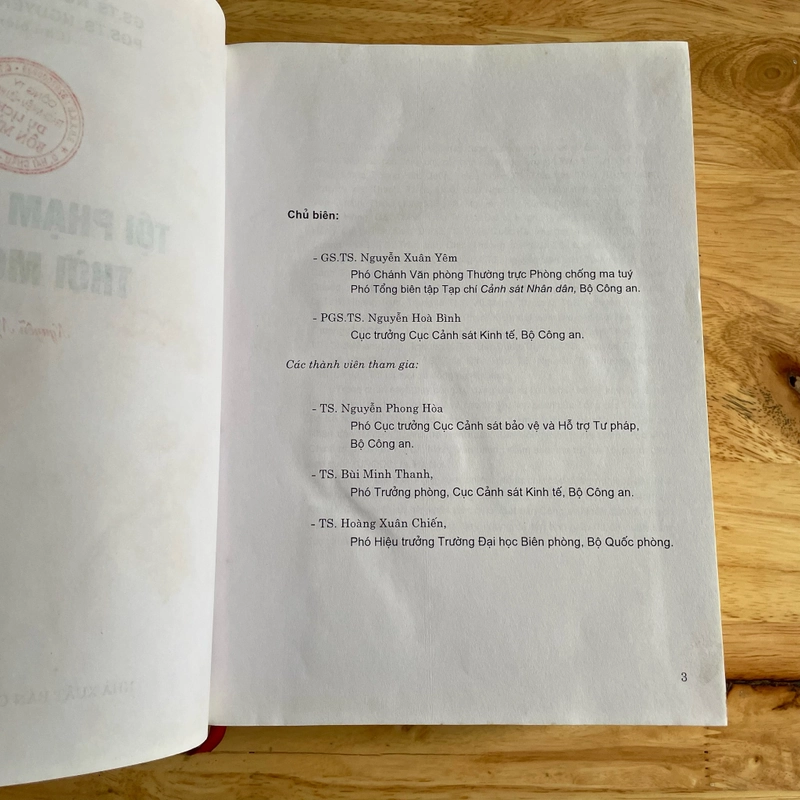 TỘI PHẠM
THỜI
Chủ biên:
- GS.TS. Nguyễn Xuân Yêm
Phó Chánh Văn phòng Thường trực Phòng chống ma tuý
Phó Tổng biên tập Tạp chí Cảnh sát Nhân dân, Bộ Công an.
- PGS.TS. Nguyễn Hoà Bình
Cục trưởng Cục Cảnh sát Kinh tế, Bộ Công an.
Các thành viên tham gia:
- TS. Nguyễn Phong Hòa
Phó Cục trưởng Cục Cảnh sát bảo vệ và Hỗ trợ Tư pháp,
Bộ Công an.
- TS. Bùi Minh Thanh,
Phó Trưởng phòng, Cục Cảnh sát Kinh tế, Bộ Công an.
- TS. Hoàng Xuân Chiến,
Phó Hiệu trưởng Trường Đại học Biên phòng, Bộ Quốc phòng.
3